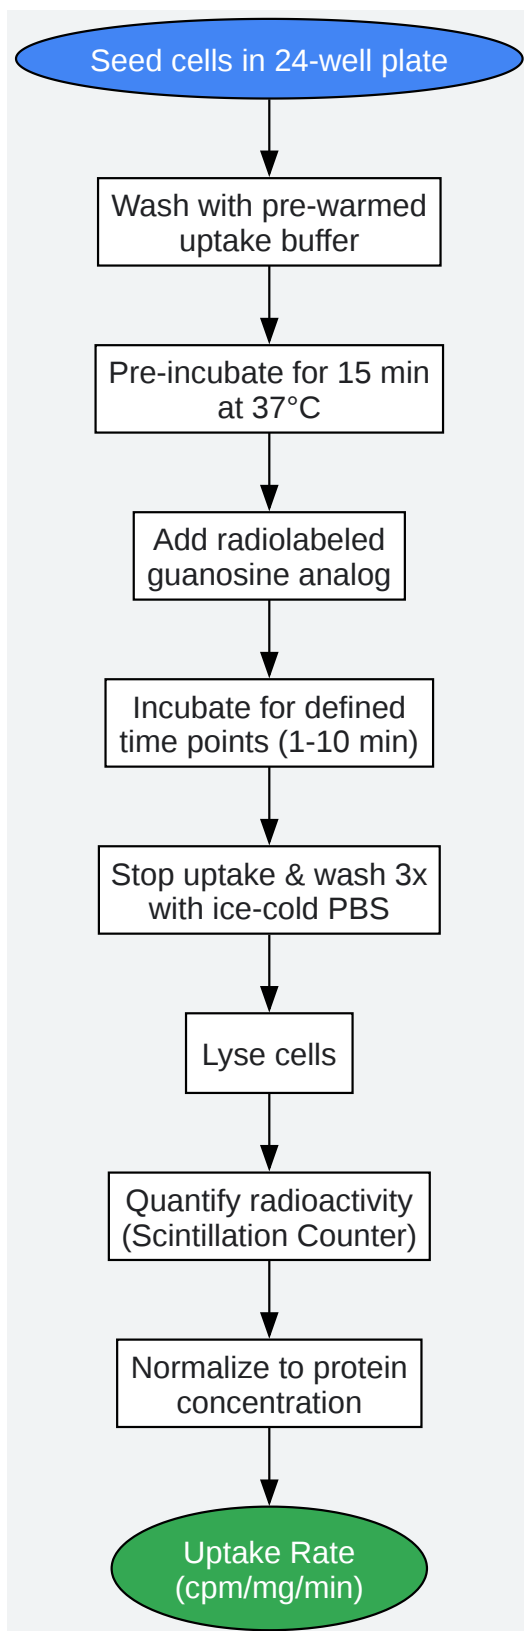 Seed cells in 24-well plate
Wash with pre-warmed
uptake buffer
Pre-incubate for 15 min
at 37°C
Add radiolabeled
guanosine analog
Incubate for defined
time points (1-10 min)
Stop uptake & wash 3x
with ice-cold PBS
Lyse cells
Quantify radioactivity
(Scintillation Counter)
Normalize to protein
concentration
Uptake Rate
(cpm/mg/min)